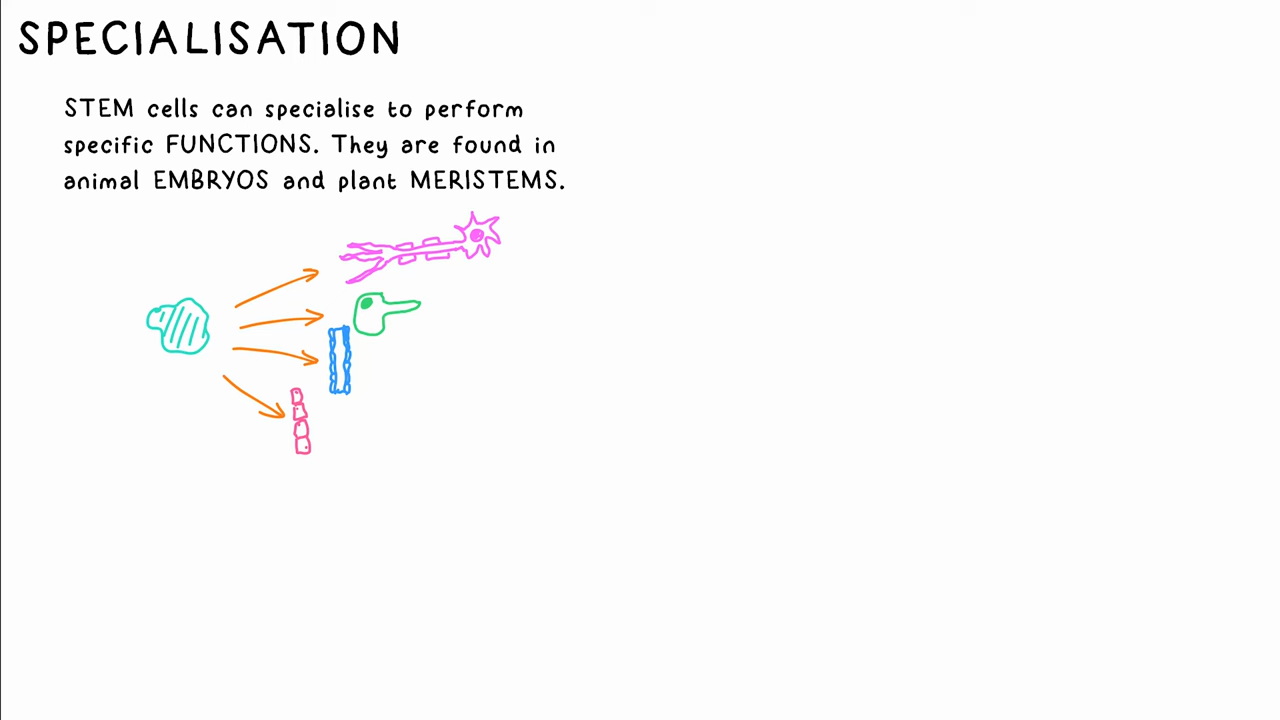 SPECIALISATION
STEM cells can specialise to perform
specific FUNCTIONS. They are found in
animal EMBRYOS and plant MERISTEMS.